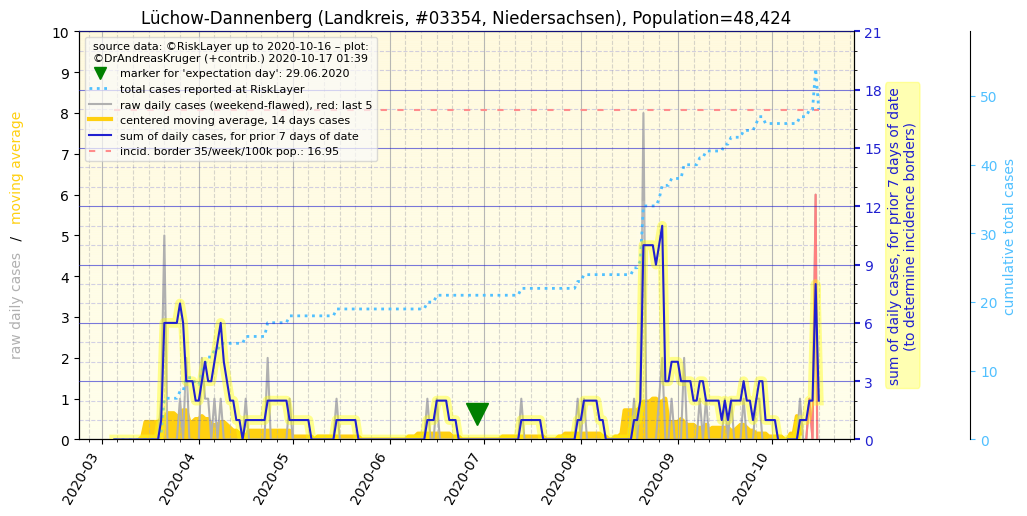 Lüchow-Dannenberg (Landkreis, #03354, Niedersachsen), Population=48,424
source data: ©RiskLayer up to 2020-10-16 – plot:
©DrAndreasKruger (+contrib.) 2020-10-17 01:39
marker for 'expectation day': 29.06.2020
total cases reported at RiskLayer
raw daily cases (weekend-flawed), red: last 5
centered moving average, 14 days cases
sum of daily cases, for prior 7 days of date
incid. border 35/week/100k pop.: 16.95
raw daily cases / moving average
10
9
8
7
6
5
4
3
2
1
0
2020-03
2020-04
2020-05
2020-06
2020-07
2020-08
2020-09
2020-10
21
18
15
12
9
6
3
0
sum of daily cases, for prior 7 days of date
(to determine incidence borders)
50
40
30
20
10
0
cumulative total cases